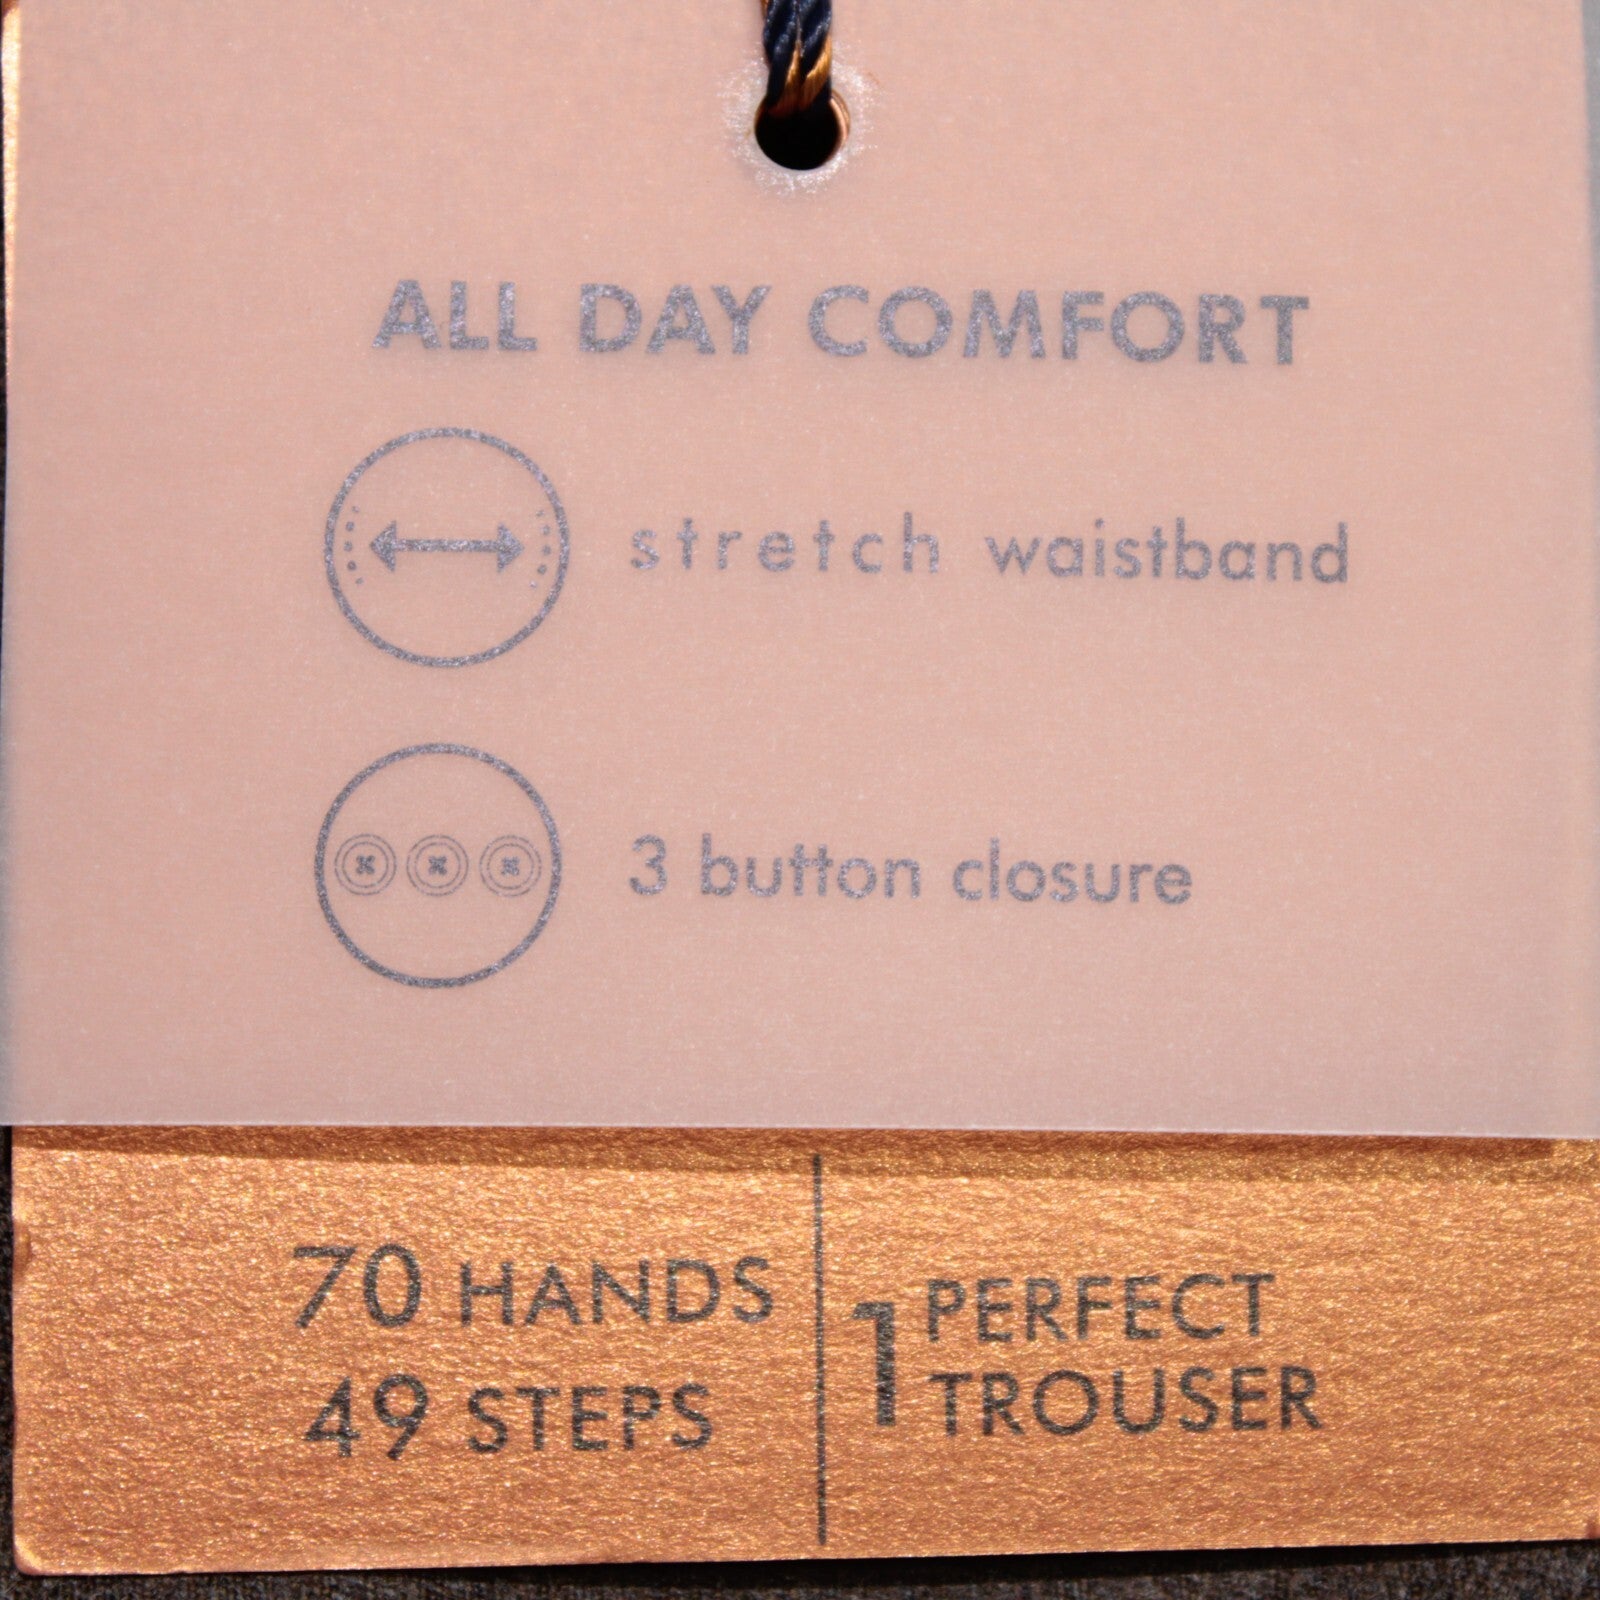 ALL DAY COMFORT
stretch waistband
3 button closure
70 HANDS
49 STEPS
1 PERFECT
TROUSER